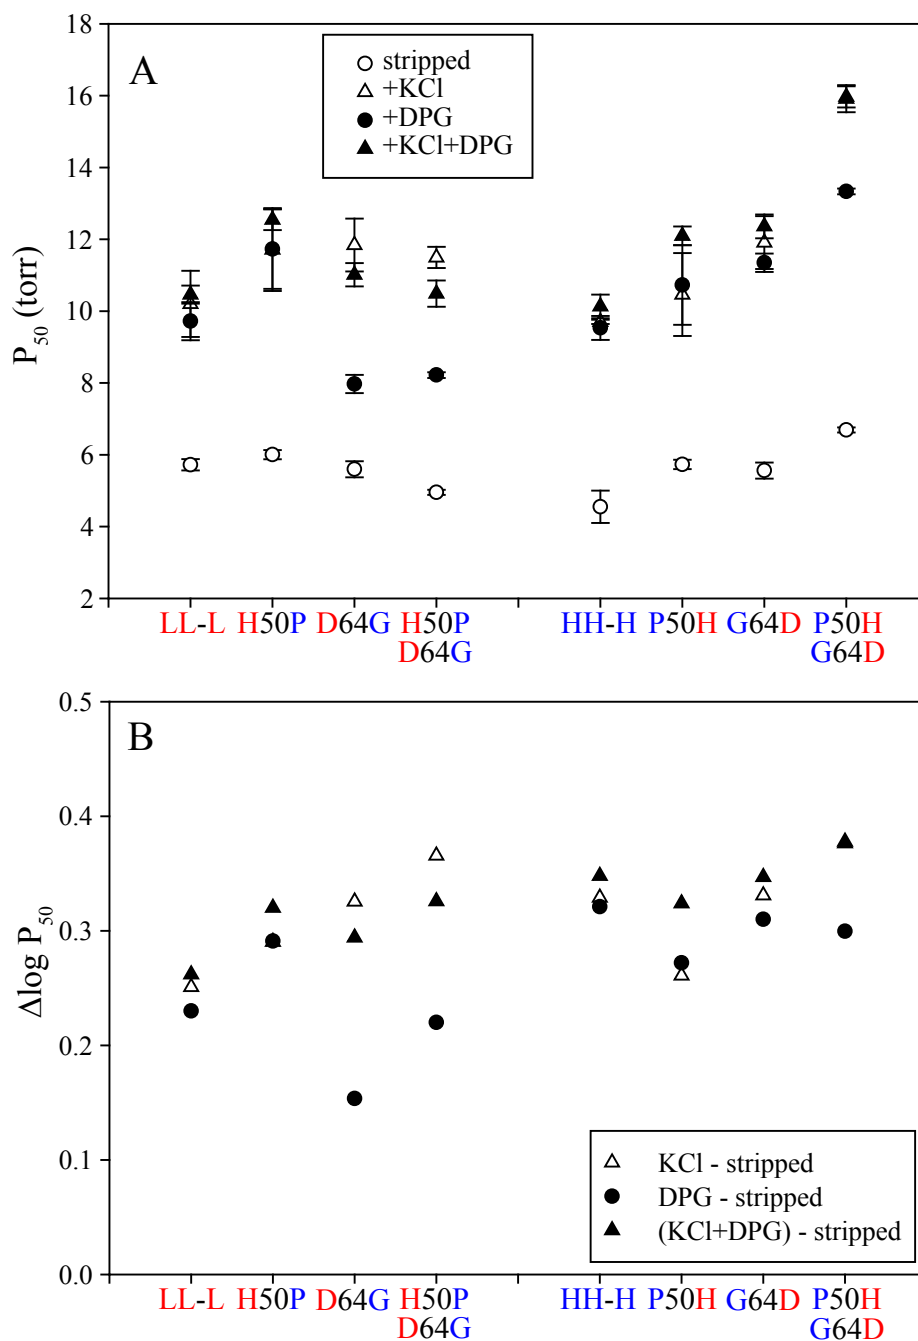 A
stripped
+KCl
+DPG
+KCl+DPG
P50 (torr)
18
16
14
12
10
8
6
4
2
LL-L H50P D64G H50P HH-H P50H G64D P50H
D64G G64D
B
Δlog P50
0.5
0.4
0.3
0.2
0.1
0.0
KCl - stripped
DPG - stripped
(KCl+DPG) - stripped
LL-L H50P D64G H50P HH-H P50H G64D P50H
D64G G64D